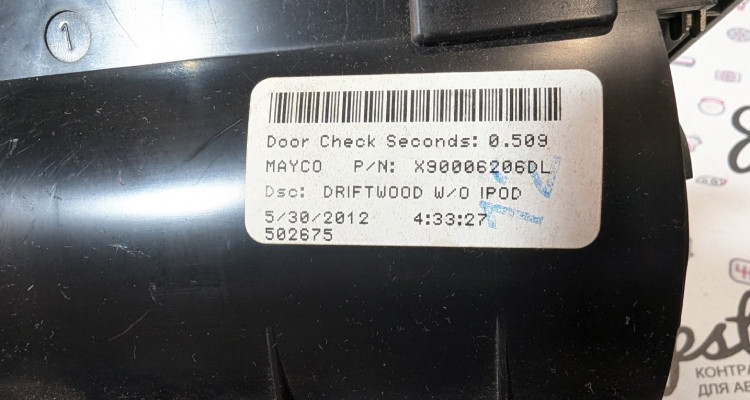 1
Door Check Seconds: 0.509
MAYCO P/N: X90006206DL
Dsc: DRIFTWOOD W/O IPOD
5/30/2012 4:33:27
502675
КОНТРА
ДЛЯ АВ